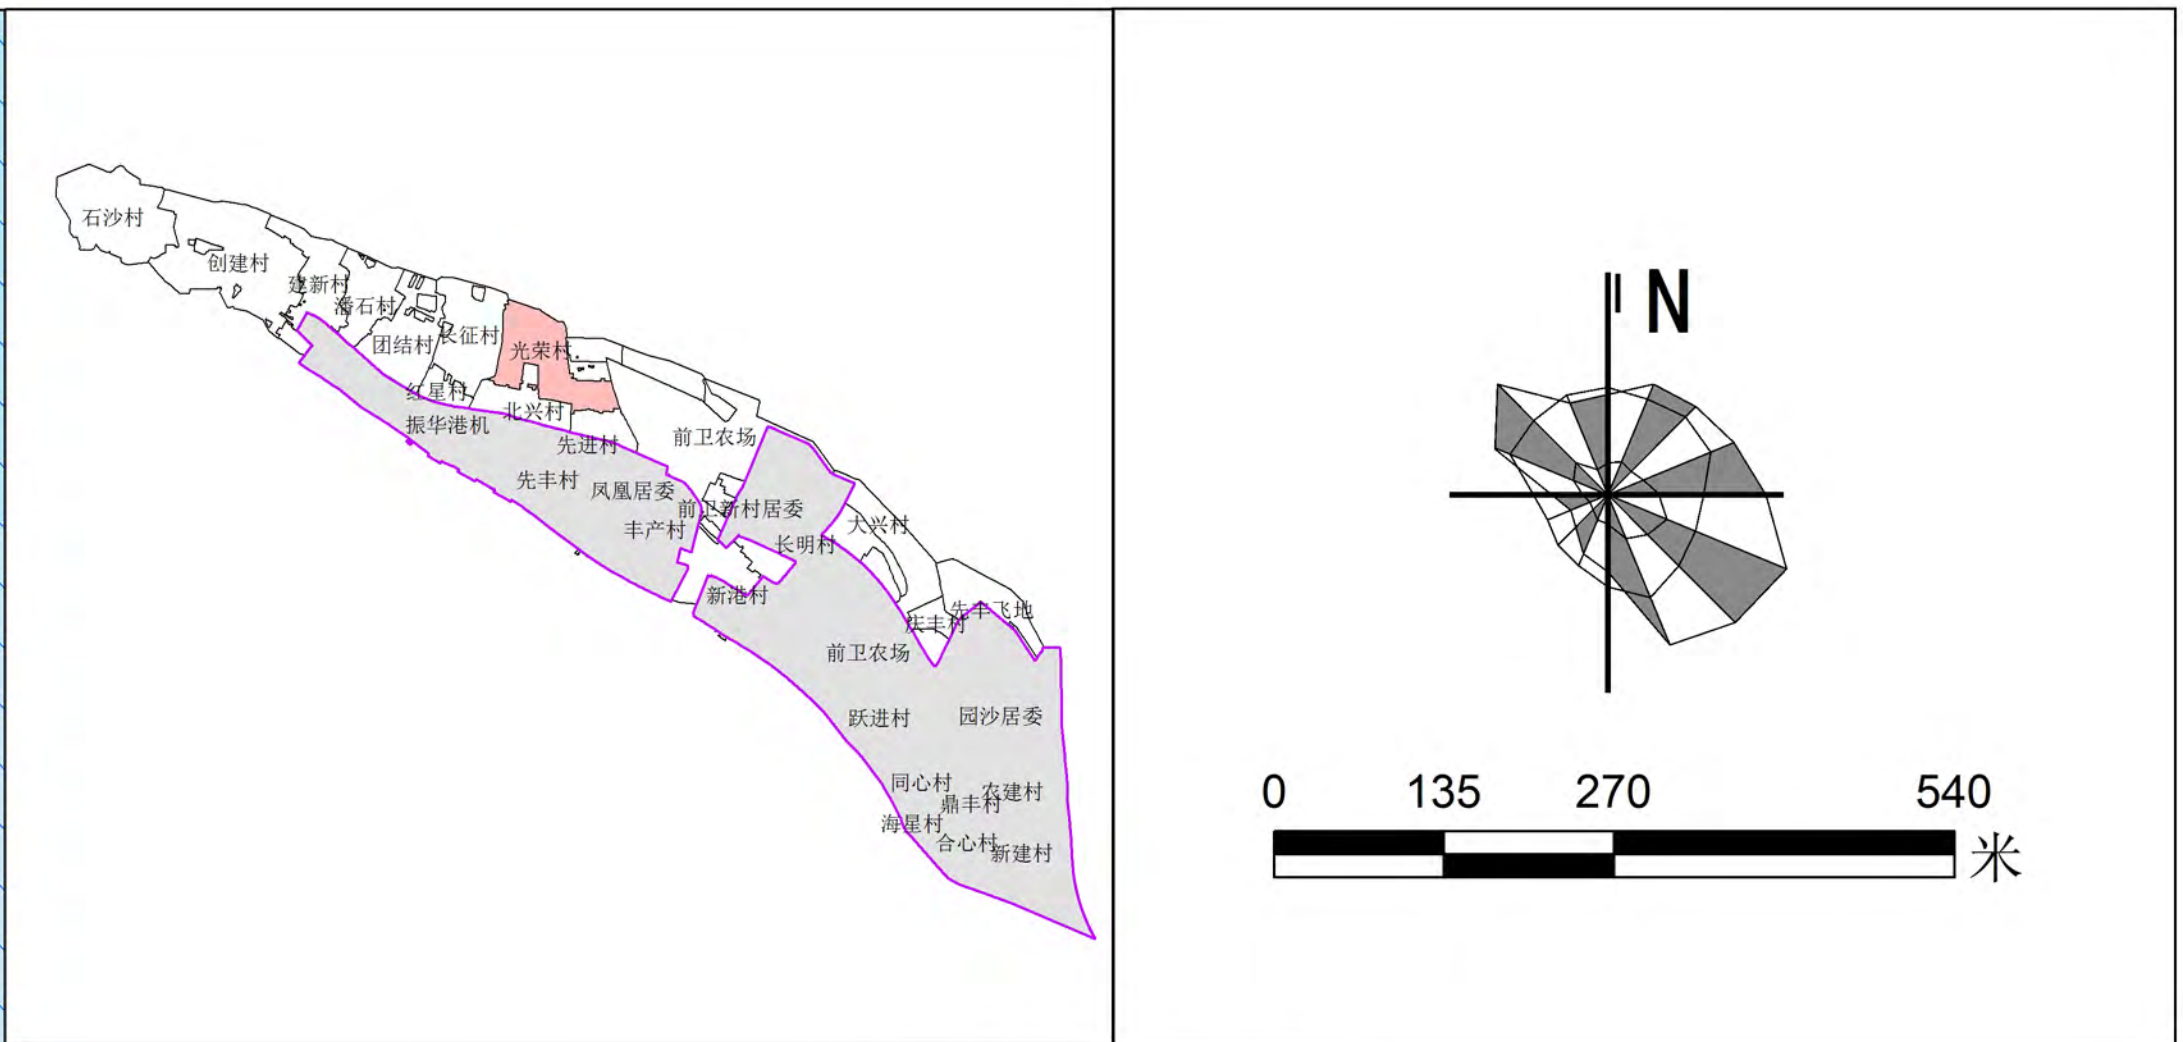 石沙村
创建村
建新村
潘石村
团结村
长征村
光荣村
红星村
北兴村
振华港机
先进村
前卫农场
先丰村
凤凰居委
前卫新村居委
丰产村
大兴村
长明村
新港村
先丰飞地
庆丰村
前卫农场
跃进村
园沙居委
同心村
农建村
鼎丰村
海星村
合心村
新建村
N
0 135 270 540
米